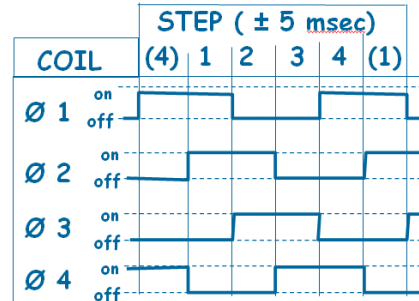 STEP ( ± 5 msec)
COIL (4) 1 2 3 4 (1)
on
Ø 1
off
on
Ø 2
off
on
Ø 3
off
on
Ø 4
off